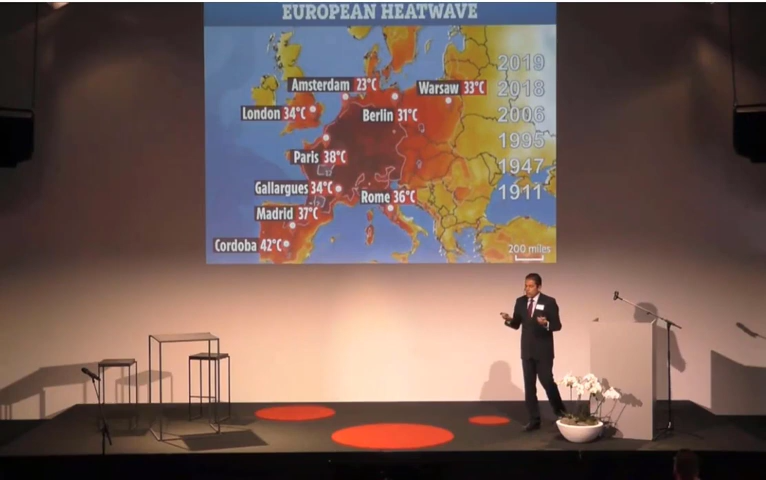 EUROPEAN HEATWAVE
2019
Amsterdam 23°C
Warsaw 33°C
2018
London 34°C
Berlin 31°C
2006
1995
Paris 38°C
1947
Gallargues 34°C
Rome 36°C
1911
Madrid 37°C
Cordoba 42°C
200 miles